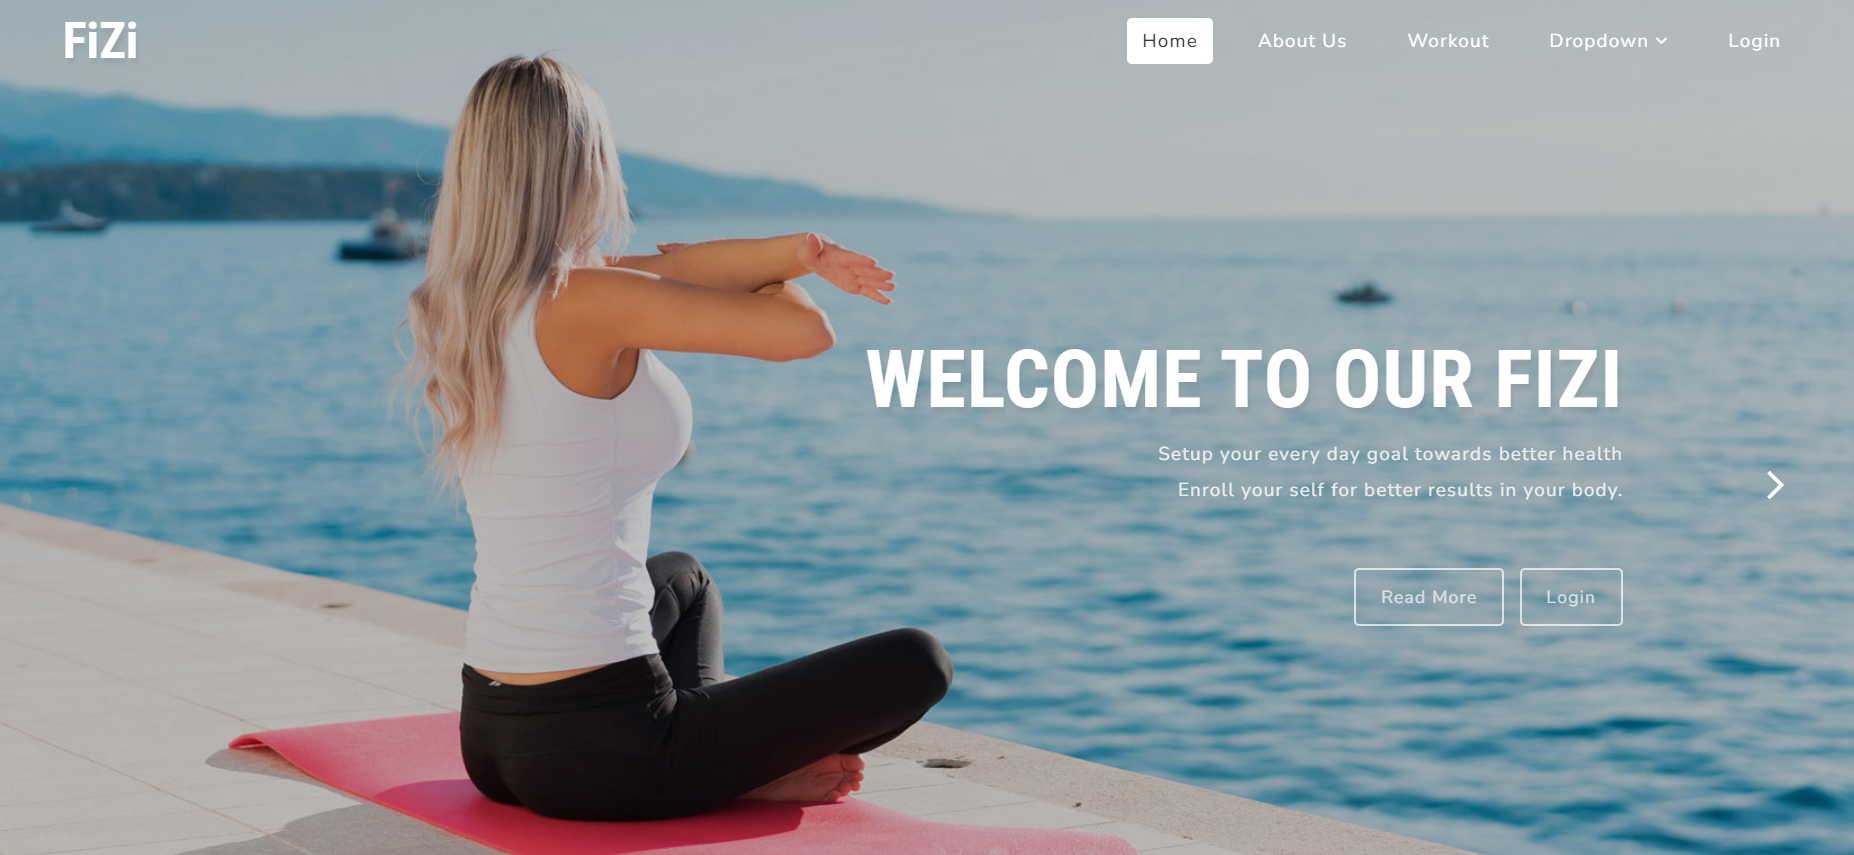 FiZi
Home About Us Workout Dropdown Login
WELCOME TO OUR FIZI
Setup your every day goal towards better health
Enroll your self for better results in your body.
Read More Login